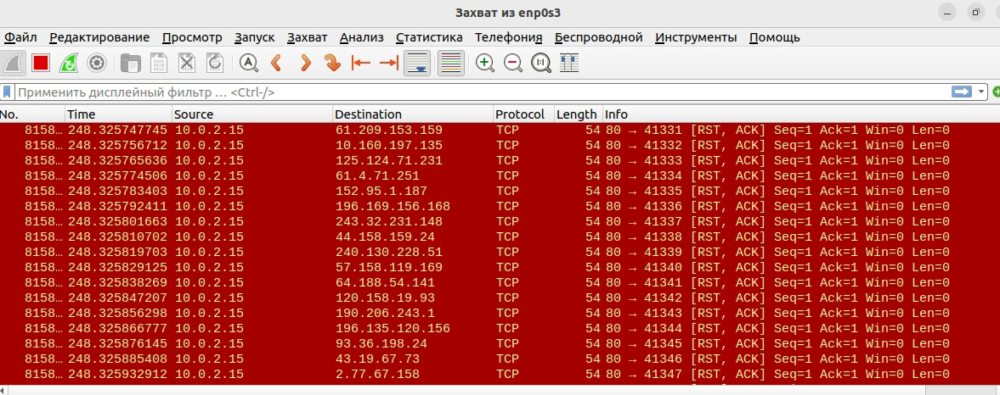 Захват из enp0s3
Файл Редактирование Просмотр Запуск Захват Анализ Статистика Телефония Беспроводной Инструменты Помощь
Применить дисплейный фильтр … <Ctrl-/>
No. Time Source Destination Protocol Length Info
8158… 248.325747745 10.0.2.15 61.209.153.159 TCP 54 80 → 41331 [RST, ACK] Seq=1 Ack=1 Win=0 Len=0
8158… 248.325756712 10.0.2.15 10.160.197.135 TCP 54 80 → 41332 [RST, ACK] Seq=1 Ack=1 Win=0 Len=0
8158… 248.325765636 10.0.2.15 125.124.71.231 TCP 54 80 → 41333 [RST, ACK] Seq=1 Ack=1 Win=0 Len=0
8158… 248.325774506 10.0.2.15 61.4.71.251 TCP 54 80 → 41334 [RST, ACK] Seq=1 Ack=1 Win=0 Len=0
8158… 248.325783403 10.0.2.15 152.95.1.187 TCP 54 80 → 41335 [RST, ACK] Seq=1 Ack=1 Win=0 Len=0
8158… 248.325792411 10.0.2.15 196.169.156.168 TCP 54 80 → 41336 [RST, ACK] Seq=1 Ack=1 Win=0 Len=0
8158… 248.325801663 10.0.2.15 243.32.231.148 TCP 54 80 → 41337 [RST, ACK] Seq=1 Ack=1 Win=0 Len=0
8158… 248.325810702 10.0.2.15 44.158.159.24 TCP 54 80 → 41338 [RST, ACK] Seq=1 Ack=1 Win=0 Len=0
8158… 248.325819703 10.0.2.15 240.130.228.51 TCP 54 80 → 41339 [RST, ACK] Seq=1 Ack=1 Win=0 Len=0
8158… 248.325829125 10.0.2.15 57.158.119.169 TCP 54 80 → 41340 [RST, ACK] Seq=1 Ack=1 Win=0 Len=0
8158… 248.325838269 10.0.2.15 64.188.54.141 TCP 54 80 → 41341 [RST, ACK] Seq=1 Ack=1 Win=0 Len=0
8158… 248.325847207 10.0.2.15 120.158.19.93 TCP 54 80 → 41342 [RST, ACK] Seq=1 Ack=1 Win=0 Len=0
8158… 248.325856298 10.0.2.15 190.206.243.1 TCP 54 80 → 41343 [RST, ACK] Seq=1 Ack=1 Win=0 Len=0
8158… 248.325866777 10.0.2.15 196.135.120.156 TCP 54 80 → 41344 [RST, ACK] Seq=1 Ack=1 Win=0 Len=0
8158… 248.325876145 10.0.2.15 93.36.198.24 TCP 54 80 → 41345 [RST, ACK] Seq=1 Ack=1 Win=0 Len=0
8158… 248.325885408 10.0.2.15 43.19.67.73 TCP 54 80 → 41346 [RST, ACK] Seq=1 Ack=1 Win=0 Len=0
8158… 248.325932912 10.0.2.15 2.77.67.158 TCP 54 80 → 41347 [RST, ACK] Seq=1 Ack=1 Win=0 Len=0